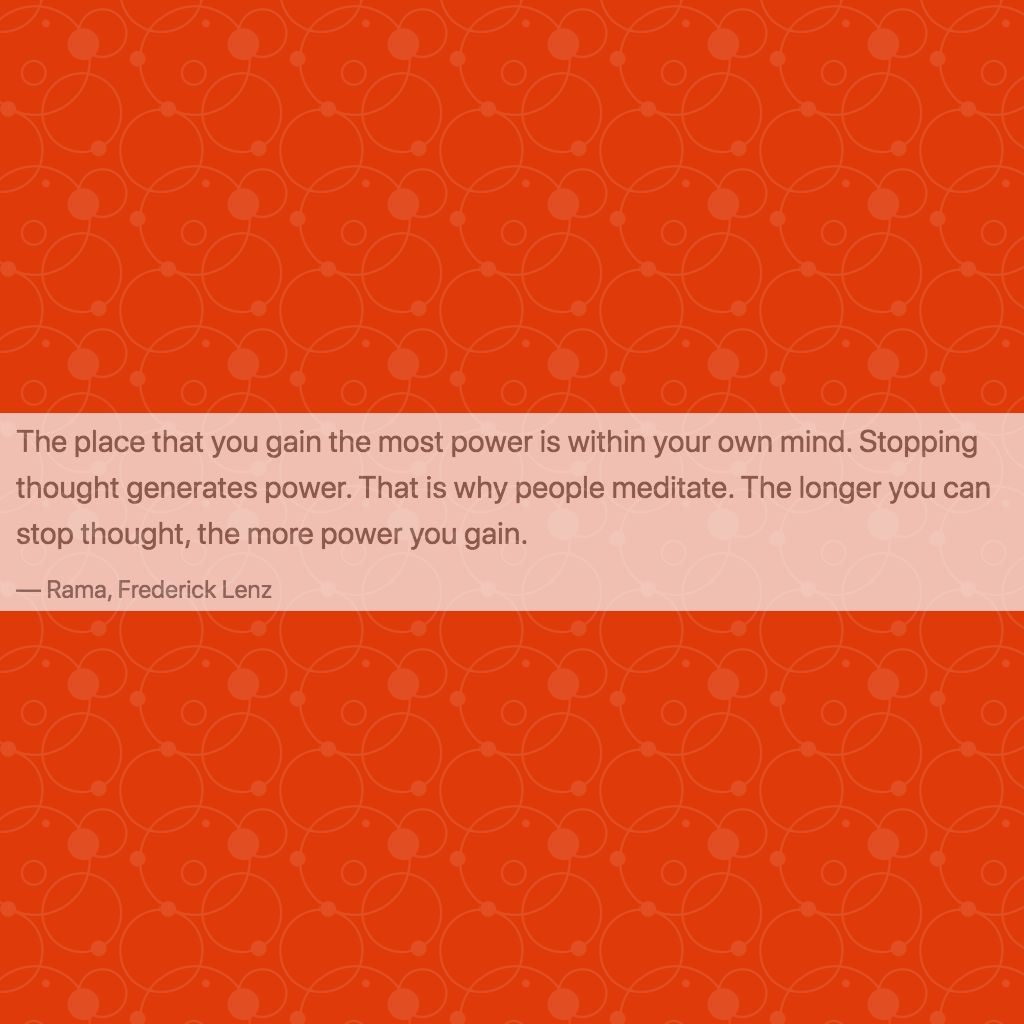 The place that you gain the most power is within your own mind. Stopping
thought generates power. That is why people meditate. The longer you can
stop thought, the more power you gain.
— Rama, Frederick Lenz